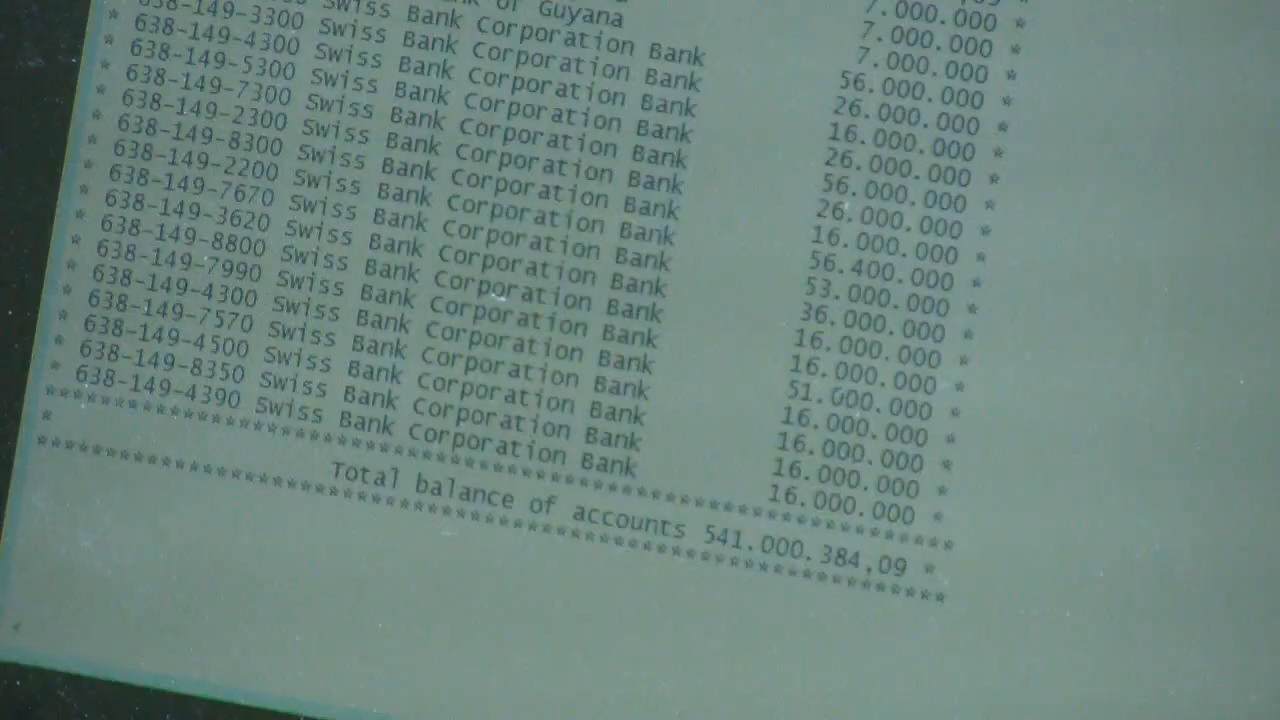 of Guyana 7.000.000 *
Swiss Bank Corporation Bank 56.000.000 *
638-149-3300 Swiss Bank Corporation Bank 26.000.000 *
* 638-149-4300 Swiss Bank Corporation Bank 16.000.000 *
* 638-149-5300 Swiss Bank Corporation Bank 26.000.000 *
* 638-149-7300 Swiss Bank Corporation Bank 56.000.000 *
* 638-149-2300 Swiss Bank Corporation Bank 26.000.000 *
* 638-149-8300 Swiss Bank Corporation Bank 16.000.000 *
* 638-149-2200 Swiss Bank Corporation Bank 56.400.000 *
* 638-149-7670 Swiss Bank Corporation Bank 53.000.000 *
* 638-149-3620 Swiss Bank Corporation Bank 36.000.000 *
* 638-149-8800 Swiss Bank Corporation Bank 16.000.000 *
* 638-149-7990 Swiss Bank Corporation Bank 16.000.000 *
* 638-149-4300 Swiss Bank Corporation Bank 51.000.000 *
* 638-149-7570 Swiss Bank Corporation Bank 16.000.000 *
* 638-149-4500 Swiss Bank Corporation Bank 16.000.000 *
* 638-149-8350 Swiss Bank Corporation Bank 16.000.000 *
* 638-149-4390 Swiss Bank Corporation Bank 16.000.000 *
* Total balance of accounts 541.000.384,09 *